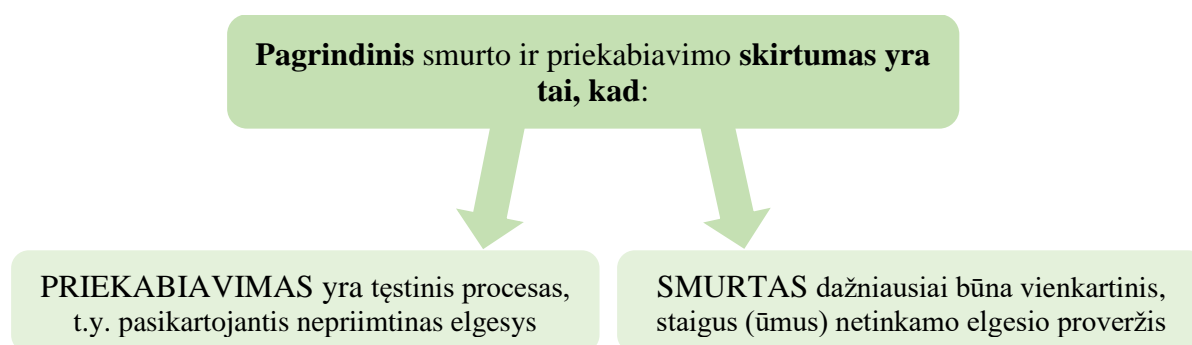 Pagrindinis smurto ir priekabiavimo skirtumas yra
tai, kad:
PRIEKABIAVIMAS yra tęstinis procesas,
t.y. pasikartojantis nepriimtinas elgesys
SMURTAS dažniausiai būna vienkartinis,
staigus (ūmus) netinkamo elgesio proveržis